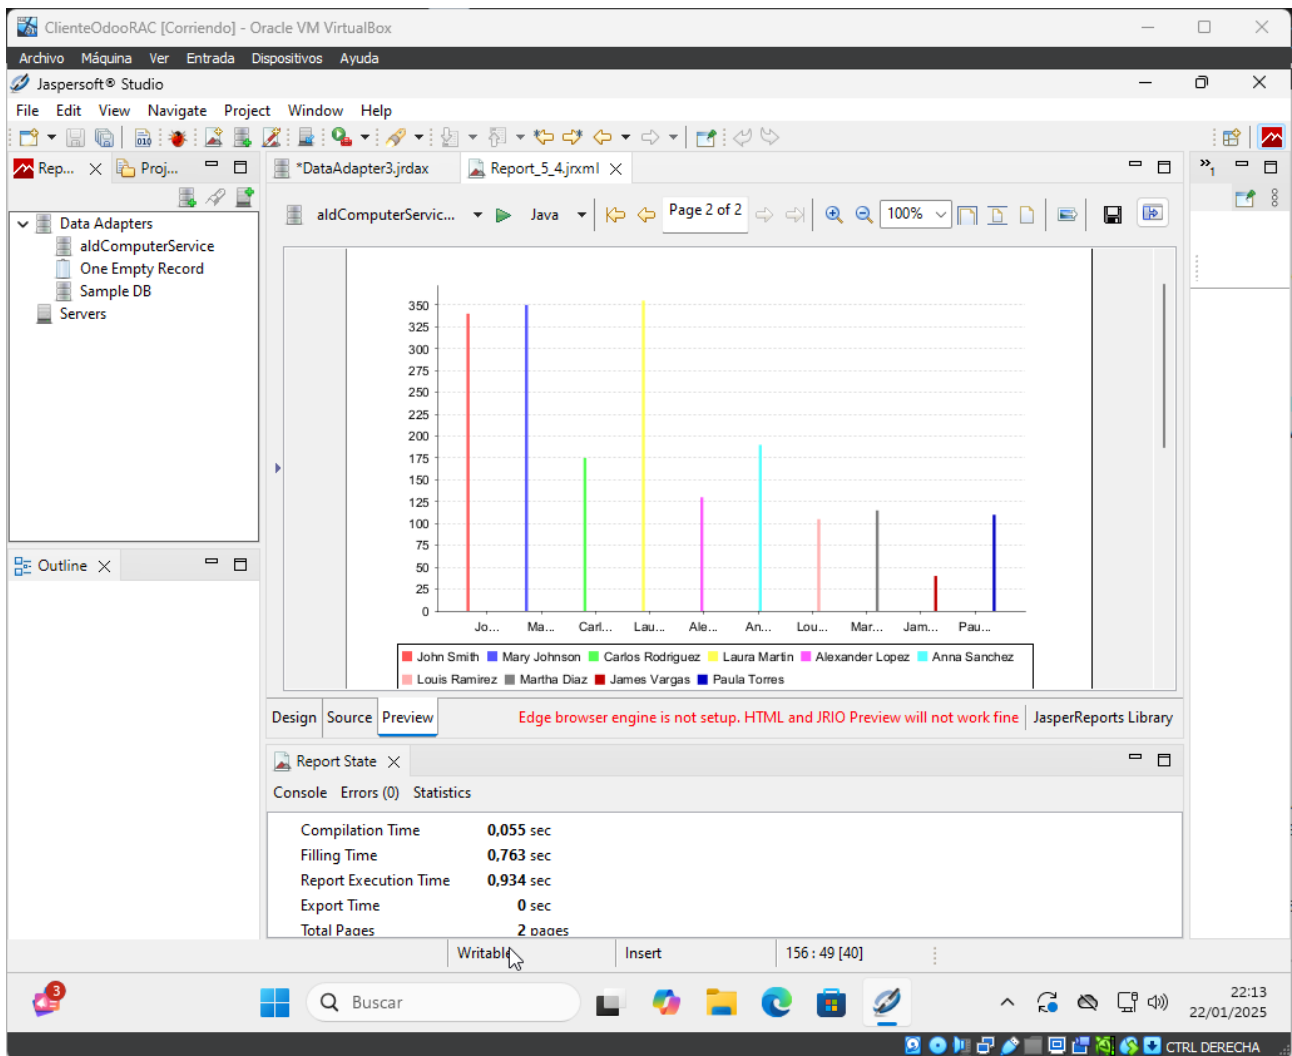 ClienteOdooRAC [Corriendo] - Oracle VM VirtualBox
Archivo Máquina Ver Entrada Dispositivos Ayuda
Jaspersoft® Studio
File Edit View Navigate Project Window Help
Rep... Proj...
*DataAdapter3.jrdax Report_5_4.jrxml
»1
aldComputerServic... Java Page 2 of 2 100%
Data Adapters
aldComputerService
One Empty Record
Sample DB
Servers
Outline
350
325
300
275
250
225
200
175
150
125
100
75
50
25
0
Jo... Ma... Carl... Lau... Ale... An... Lou... Mar... Jam... Pau...
John Smith Mary Johnson Carlos Rodriguez Laura Martin Alexander Lopez Anna Sanchez
Louis Ramirez Martha Diaz James Vargas Paula Torres
Design Source Preview Edge browser engine is not setup. HTML and JRIO Preview will not work fine JasperReports Library
Report State
Console Errors (0) Statistics
Compilation Time 0,055 sec
Filling Time 0,763 sec
Report Execution Time 0,934 sec
Export Time 0 sec
Total Pages 2 pages
Writable Insert 156 : 49 [40]
3
Buscar
22:13
22/01/2025
CTRL DERECHA